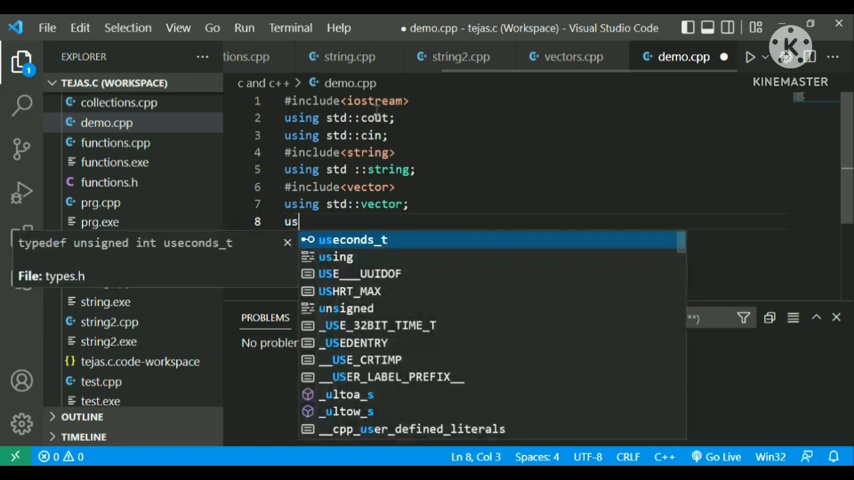 File Edit Selection View Go Run Terminal Help
● demo.cpp - tejas.c (Workspace) - Visual Studio Code
K
KINEMASTER
EXPLORER ···
TEJAS.C (WORKSPACE)
collections.cpp
demo.cpp
functions.cpp
functions.exe
functions.h
prg.cpp
prg.exe
string.exe
string2.cpp
string2.exe
tejas.c.code-workspace
test.cpp
test.exe
OUTLINE
TIMELINE
tions.cpp string.cpp string2.cpp vectors.cpp demo.cpp ●
c and c++ > demo.cpp
1 #include<iostream>
2 using std::cout;
3 using std::cin;
4 #include<string>
5 using std ::string;
6 #include<vector>
7 using std::vector;
8 us
typedef unsigned int useconds_t
File: types.h
useconds_t
using
USE___UUIDOF
USHRT_MAX
unsigned
_USE_32BIT_TIME_T
_USEDENTRY
__USE_CRTIMP
__USER_LABEL_PREFIX__
_ultoa_s
_ultow_s
__cpp_user_defined_literals
PROBLEMS
No probler
**)
1
0 0 Ln 8, Col 3 Spaces: 4 UTF-8 CRLF C++ Go Live Win32